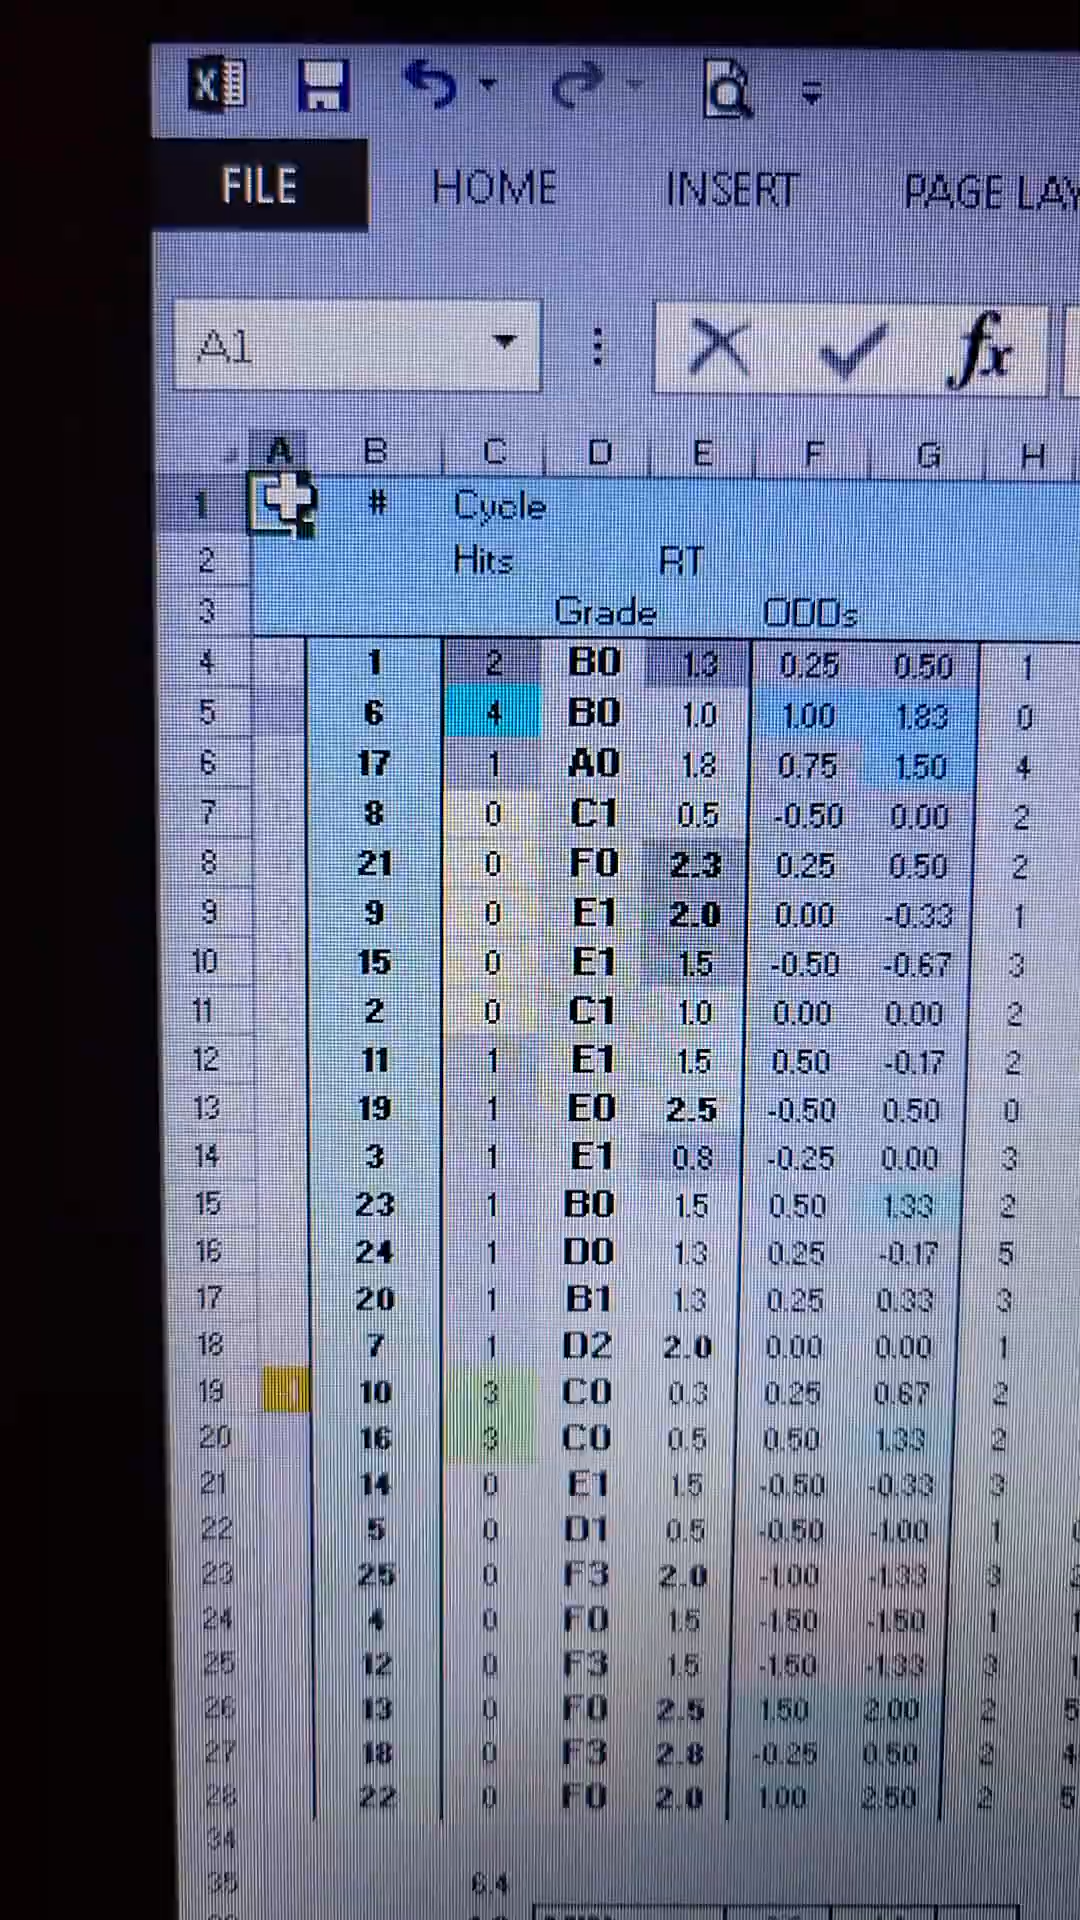 FILE HOME INSERT PAGE LAY
A1 fx
A B C D E F G H
1 # Cycle
2 Hits RT
3 Grade ODDs
4 1 2 B0 1.3 0.25 0.50 1
5 6 4 B0 1.0 1.00 1.83 0
6 17 1 A0 1.8 0.75 1.50 4
7 8 0 C1 0.5 -0.50 0.00 2
8 21 0 F0 2.3 0.25 0.50 2
9 9 0 E1 2.0 0.00 -0.33 1
10 15 0 E1 1.5 -0.50 -0.67 3
11 2 0 C1 1.0 0.00 0.00 2
12 11 1 E1 1.5 0.50 -0.17 2
13 19 1 E0 2.5 -0.50 0.50 0
14 3 1 E1 0.8 -0.25 0.00 3
15 23 1 B0 1.5 0.50 1.33 2
16 24 1 D0 1.3 0.25 -0.17 5
17 20 1 B1 1.3 0.25 0.33 3
18 7 1 D2 2.0 0.00 0.00 1
19 -1 10 3 C0 0.3 0.25 0.67 2
20 16 3 C0 0.5 0.50 1.33 2
21 14 0 E1 1.5 -0.50 -0.33 3
22 5 0 D1 0.5 -0.50 -1.00 1
23 25 0 F3 2.0 -1.00 -1.33 3
24 4 0 F0 1.5 -1.50 -1.50 1
25 12 0 F3 1.5 -1.50 -1.33 3
26 13 0 F0 2.5 1.50 2.00 2 5
27 18 0 F3 2.8 -0.25 0.50 2 4
28 22 0 F0 2.0 1.00 2.50 2 5
34
35 6.4